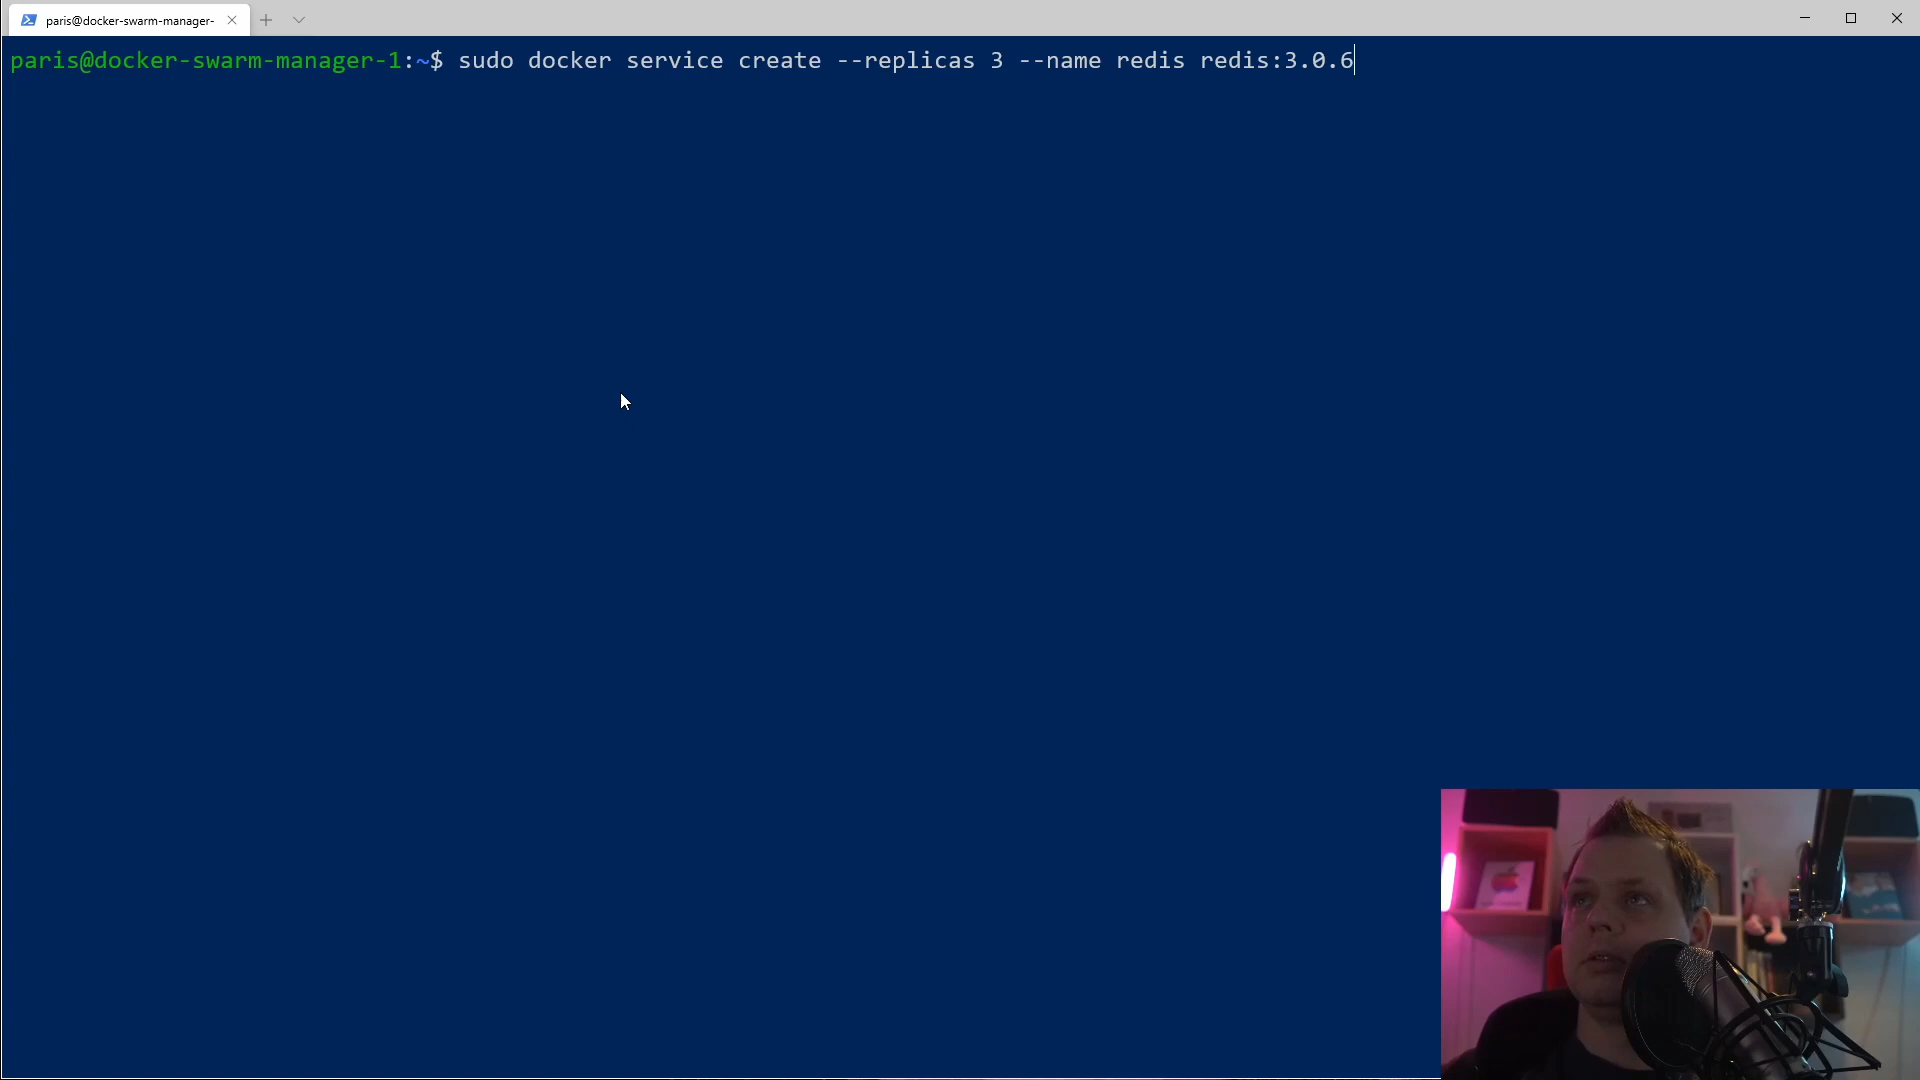 paris@docker-swarm-manager-
paris@docker-swarm-manager-1:~$ sudo docker service create --replicas 3 --name redis redis:3.0.6